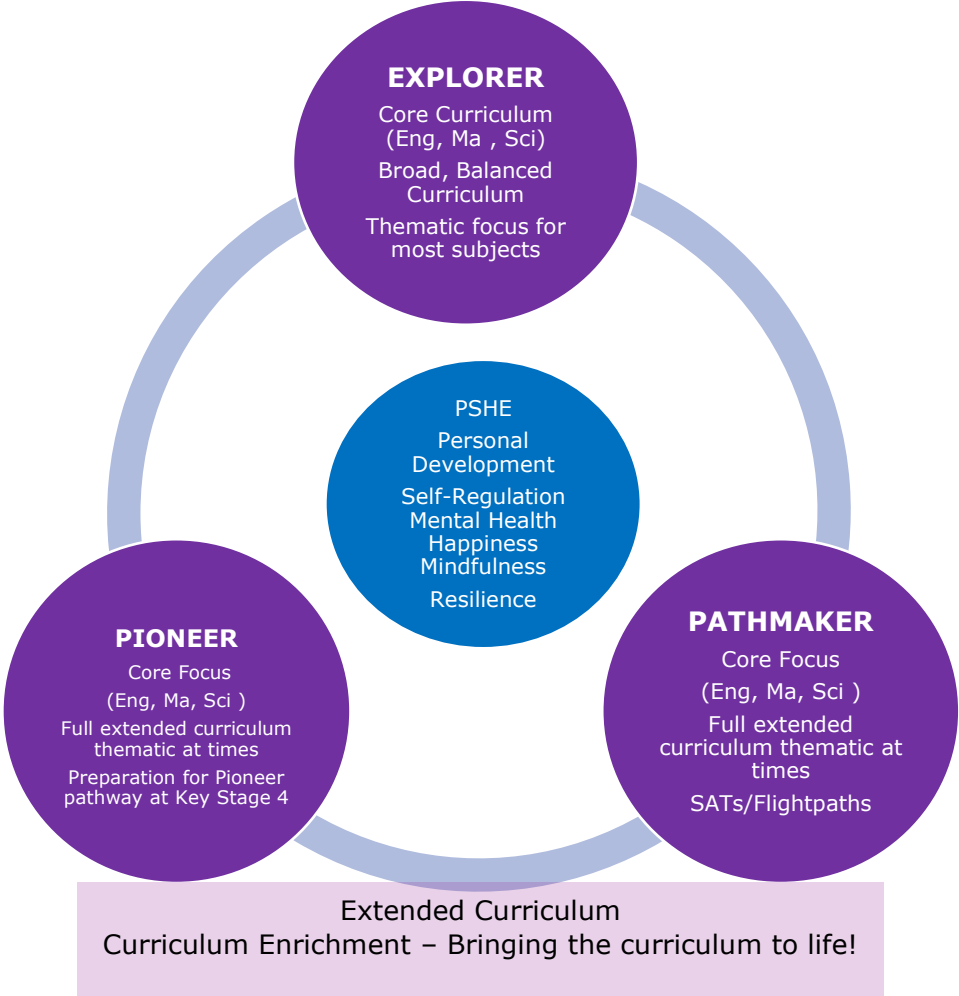 EXPLORER
Core Curriculum
(Eng, Ma , Sci)
Broad, Balanced
Curriculum
Thematic focus for
most subjects
PSHE
Personal
Development
Self-Regulation
Mental Health
Happiness
Mindfulness
Resilience
PIONEER
Core Focus
(Eng, Ma, Sci )
Full extended curriculum
thematic at times
Preparation for Pioneer
pathway at Key Stage 4
PATHMAKER
Core Focus
(Eng, Ma, Sci )
Full extended
curriculum thematic at
times
SATs/Flightpaths
Extended Curriculum
Curriculum Enrichment – Bringing the curriculum to life!